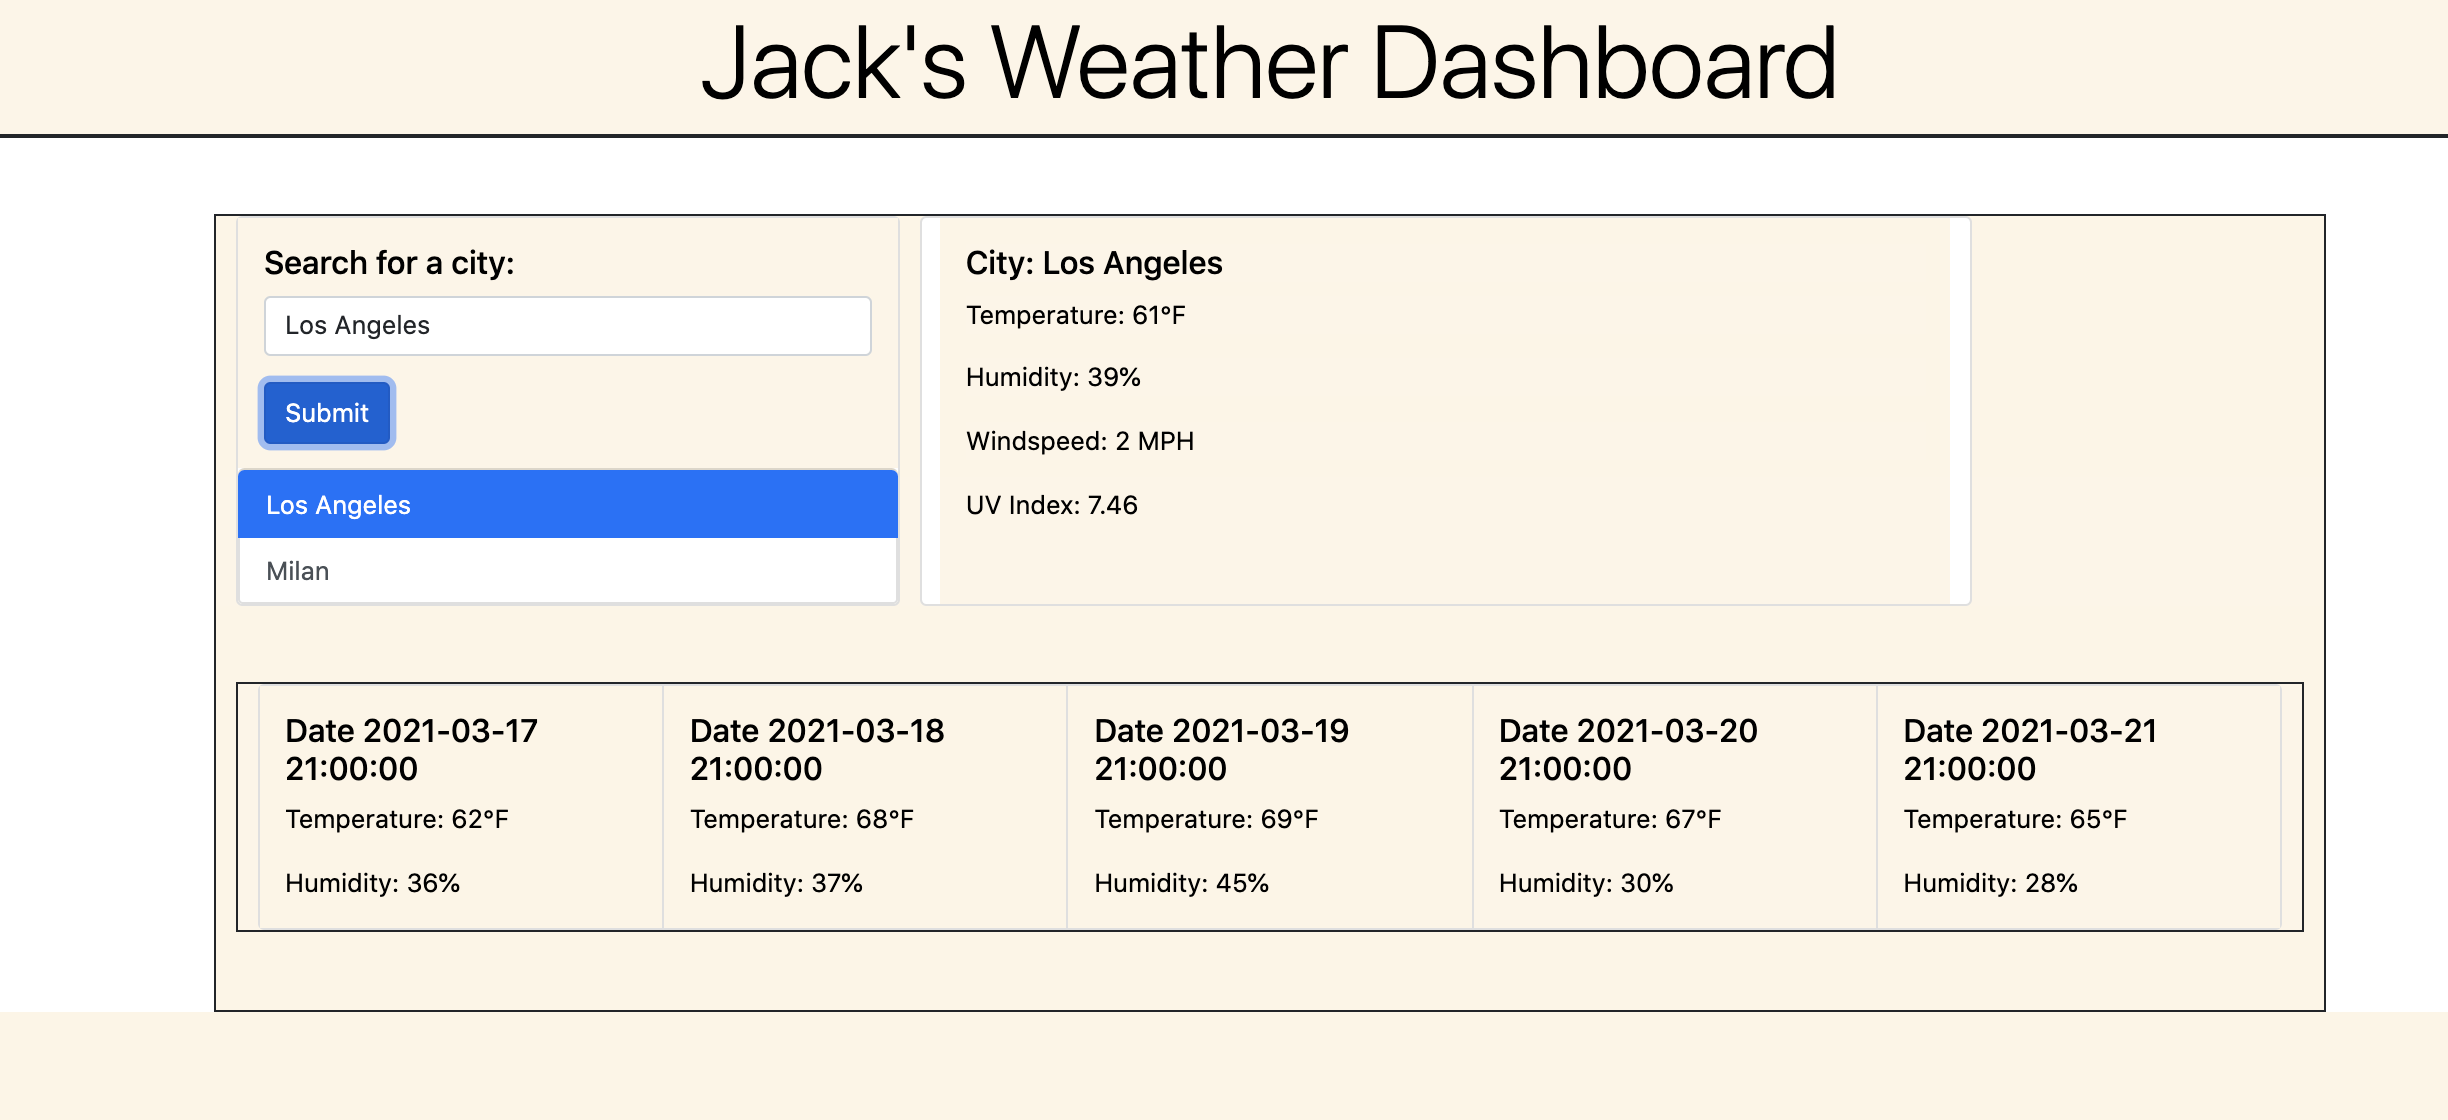 Jack's Weather Dashboard
Search for a city:
Los Angeles
Submit
Los Angeles
Milan
City: Los Angeles
Temperature: 61°F
Humidity: 39%
Windspeed: 2 MPH
UV Index: 7.46
Date 2021-03-17
21:00:00
Temperature: 62°F
Humidity: 36%
Date 2021-03-18
21:00:00
Temperature: 68°F
Humidity: 37%
Date 2021-03-19
21:00:00
Temperature: 69°F
Humidity: 45%
Date 2021-03-20
21:00:00
Temperature: 67°F
Humidity: 30%
Date 2021-03-21
21:00:00
Temperature: 65°F
Humidity: 28%